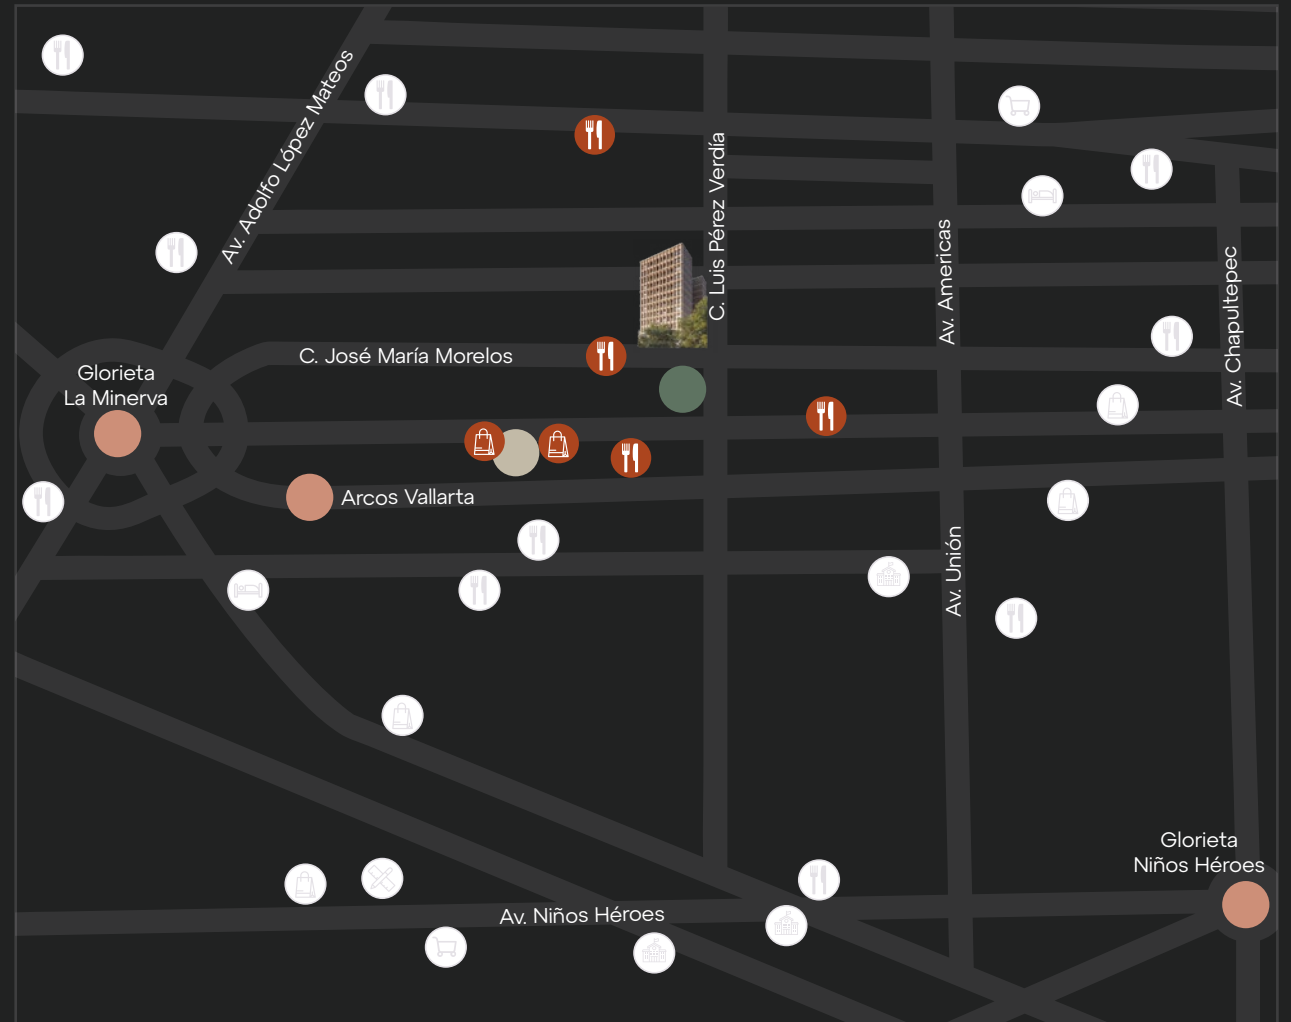 Av. Adolfo López Mateos
C. Luis Pérez Verdía
Av. Americas
Av. Chapultepec
C. José María Morelos
Glorieta
La Minerva
Arcos Vallarta
Av. Unión
Glorieta
Niños Héroes
Av. Niños Héroes